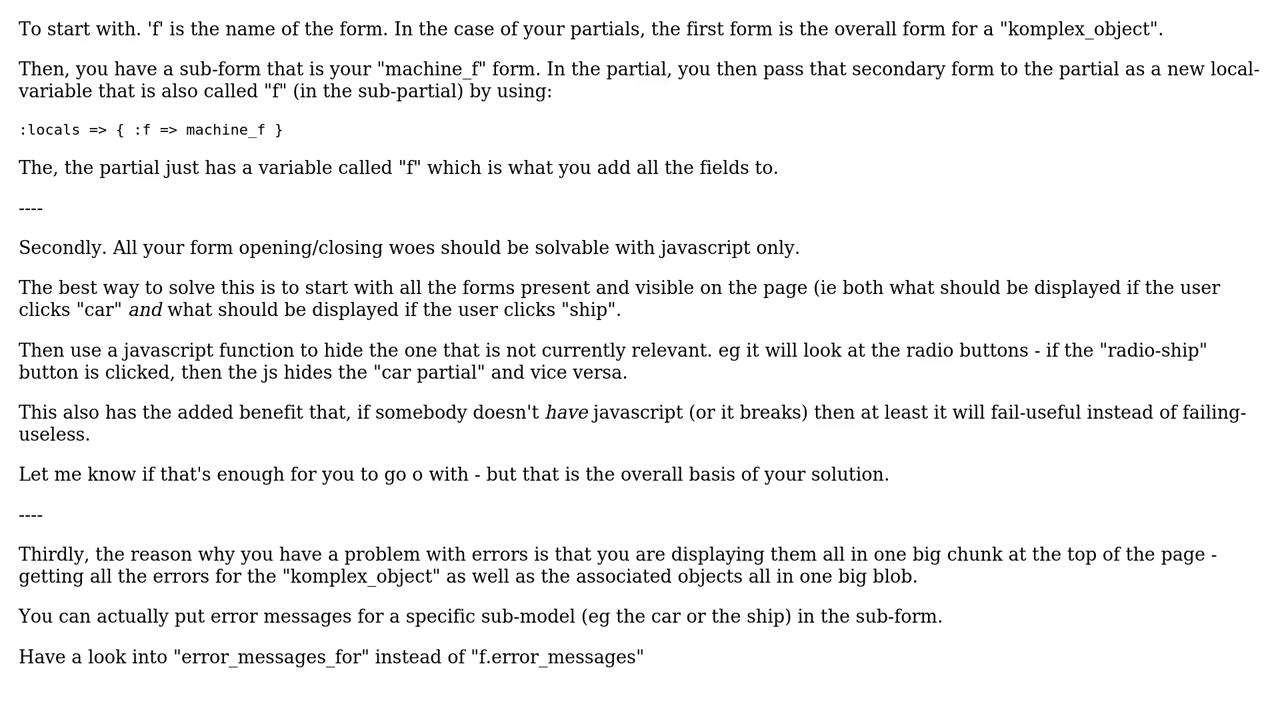 To start with. 'f' is the name of the form. In the case of your partials, the first form is the overall form for a "komplex_object".
Then, you have a sub-form that is your "machine_f" form. In the partial, you then pass that secondary form to the partial as a new local-
variable that is also called "f" (in the sub-partial) by using:
:locals => { :f => machine_f }
The, the partial just has a variable called "f" which is what you add all the fields to.
----
Secondly. All your form opening/closing woes should be solvable with javascript only.
The best way to solve this is to start with all the forms present and visible on the page (ie both what should be displayed if the user
clicks "car" and what should be displayed if the user clicks "ship".
Then use a javascript function to hide the one that is not currently relevant. eg it will look at the radio buttons - if the "radio-ship"
button is clicked, then the js hides the "car partial" and vice versa.
This also has the added benefit that, if somebody doesn't have javascript (or it breaks) then at least it will fail-useful instead of failing-
useless.
Let me know if that's enough for you to go o with - but that is the overall basis of your solution.
----
Thirdly, the reason why you have a problem with errors is that you are displaying them all in one big chunk at the top of the page -
getting all the errors for the "komplex_object" as well as the associated objects all in one big blob.
You can actually put error messages for a specific sub-model (eg the car or the ship) in the sub-form.
Have a look into "error_messages_for" instead of "f.error_messages"